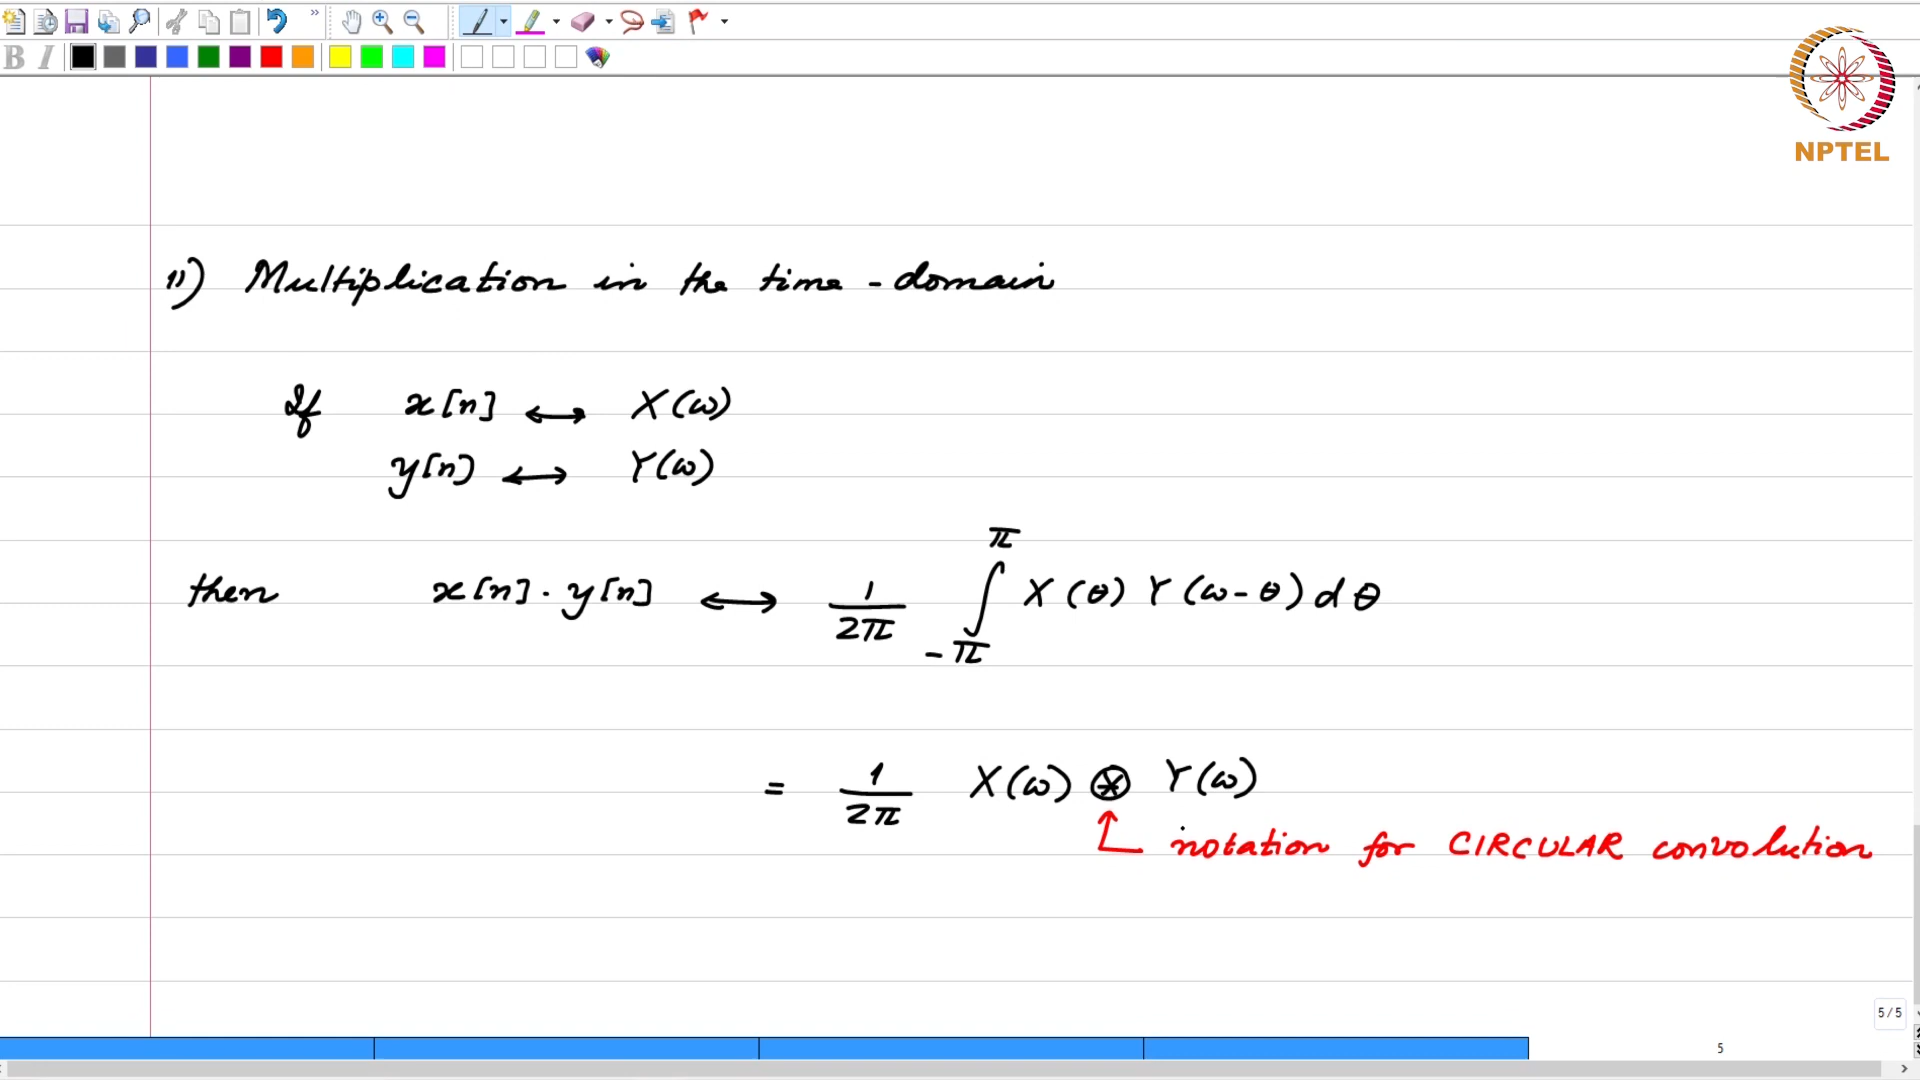 B I
NPTEL
11) Multiplication in the time-domain
If x[n] ↔ X(ω)
y[n] ↔ Y(ω)
then x[n] · y[n] ↔ 1/2π ∫_{-π}^{π} X(θ) Y(ω-θ) dθ
= 1/2π X(ω) ⊛ Y(ω)
notation for CIRCULAR convolution
5/5
5